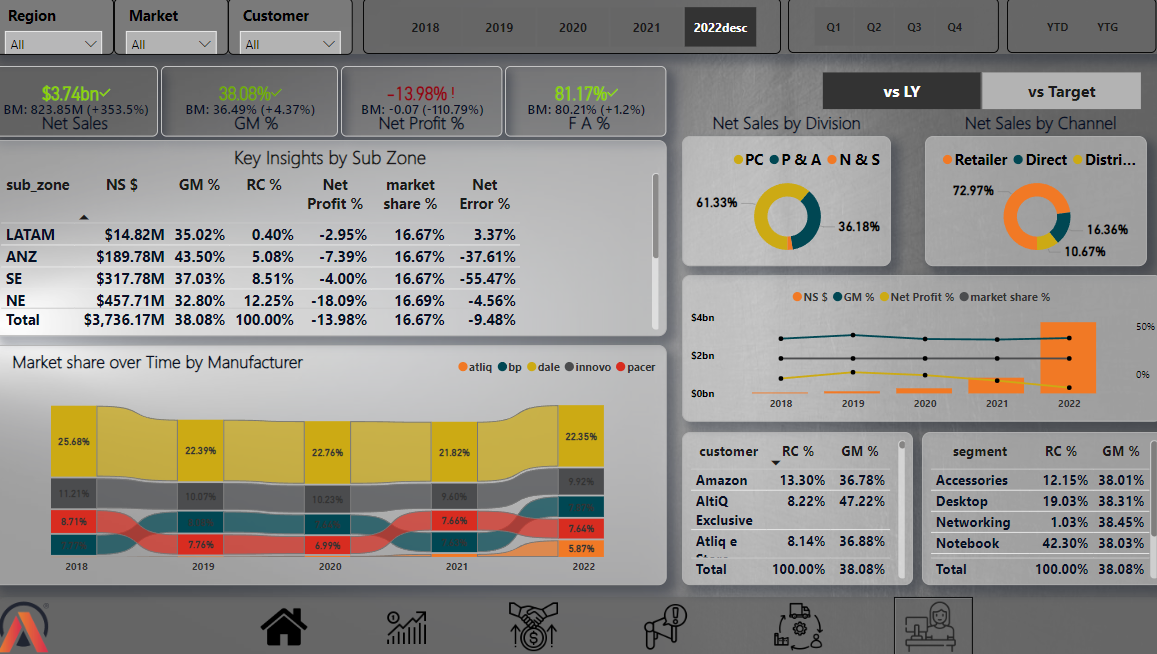 Region
Market
Customer
All
All
All
2018
2019
2020
2021
2022desc
Q1
Q2
Q3
Q4
YTD
YTG
$3.74bn
BM: 823.85M (+353.5%)
Net Sales
38.08%
BM: 36.49% (+4.37%)
GM %
-13.98% !
BM: -0.07 (-110.79%)
Net Profit %
81.17%
BM: 80.21% (+1.2%)
F A %
vs LY
vs Target
Key Insights by Sub Zone
sub_zone NS $ GM % RC % Net Profit % market share % Net Error %
LATAM $14.82M 35.02% 0.40% -2.95% 16.67% 3.37%
ANZ $189.78M 43.50% 5.08% -7.39% 16.67% -37.61%
SE $317.78M 37.03% 8.51% -4.00% 16.67% -55.47%
NE $457.71M 32.80% 12.25% -18.09% 16.69% -4.56%
Total $3,736.17M 38.08% 100.00% -13.98% 16.67% -9.48%
Net Sales by Division
PC P & A N & S
61.33%
36.18%
Net Sales by Channel
Retailer Direct Distri...
72.97%
16.36%
10.67%
NS $ GM % Net Profit % market share %
$4bn
$2bn
$0bn
50%
0%
2018 2019 2020 2021 2022
Market share over Time by Manufacturer
atliq bp dale innovo pacer
25.68%
22.39%
22.76%
21.82%
22.35%
11.21%
10.07%
10.23%
9.60%
9.92%
8.71%
7.76%
6.99%
7.66%
7.64%
5.87%
2018 2019 2020 2021 2022
customer RC % GM %
Amazon 13.30% 36.78%
AltiQ Exclusive 8.22% 47.22%
Atliq e 8.14% 36.88%
Total 100.00% 38.08%
segment RC % GM %
Accessories 12.15% 38.01%
Desktop 19.03% 38.31%
Networking 1.03% 38.45%
Notebook 42.30% 38.03%
Total 100.00% 38.08%